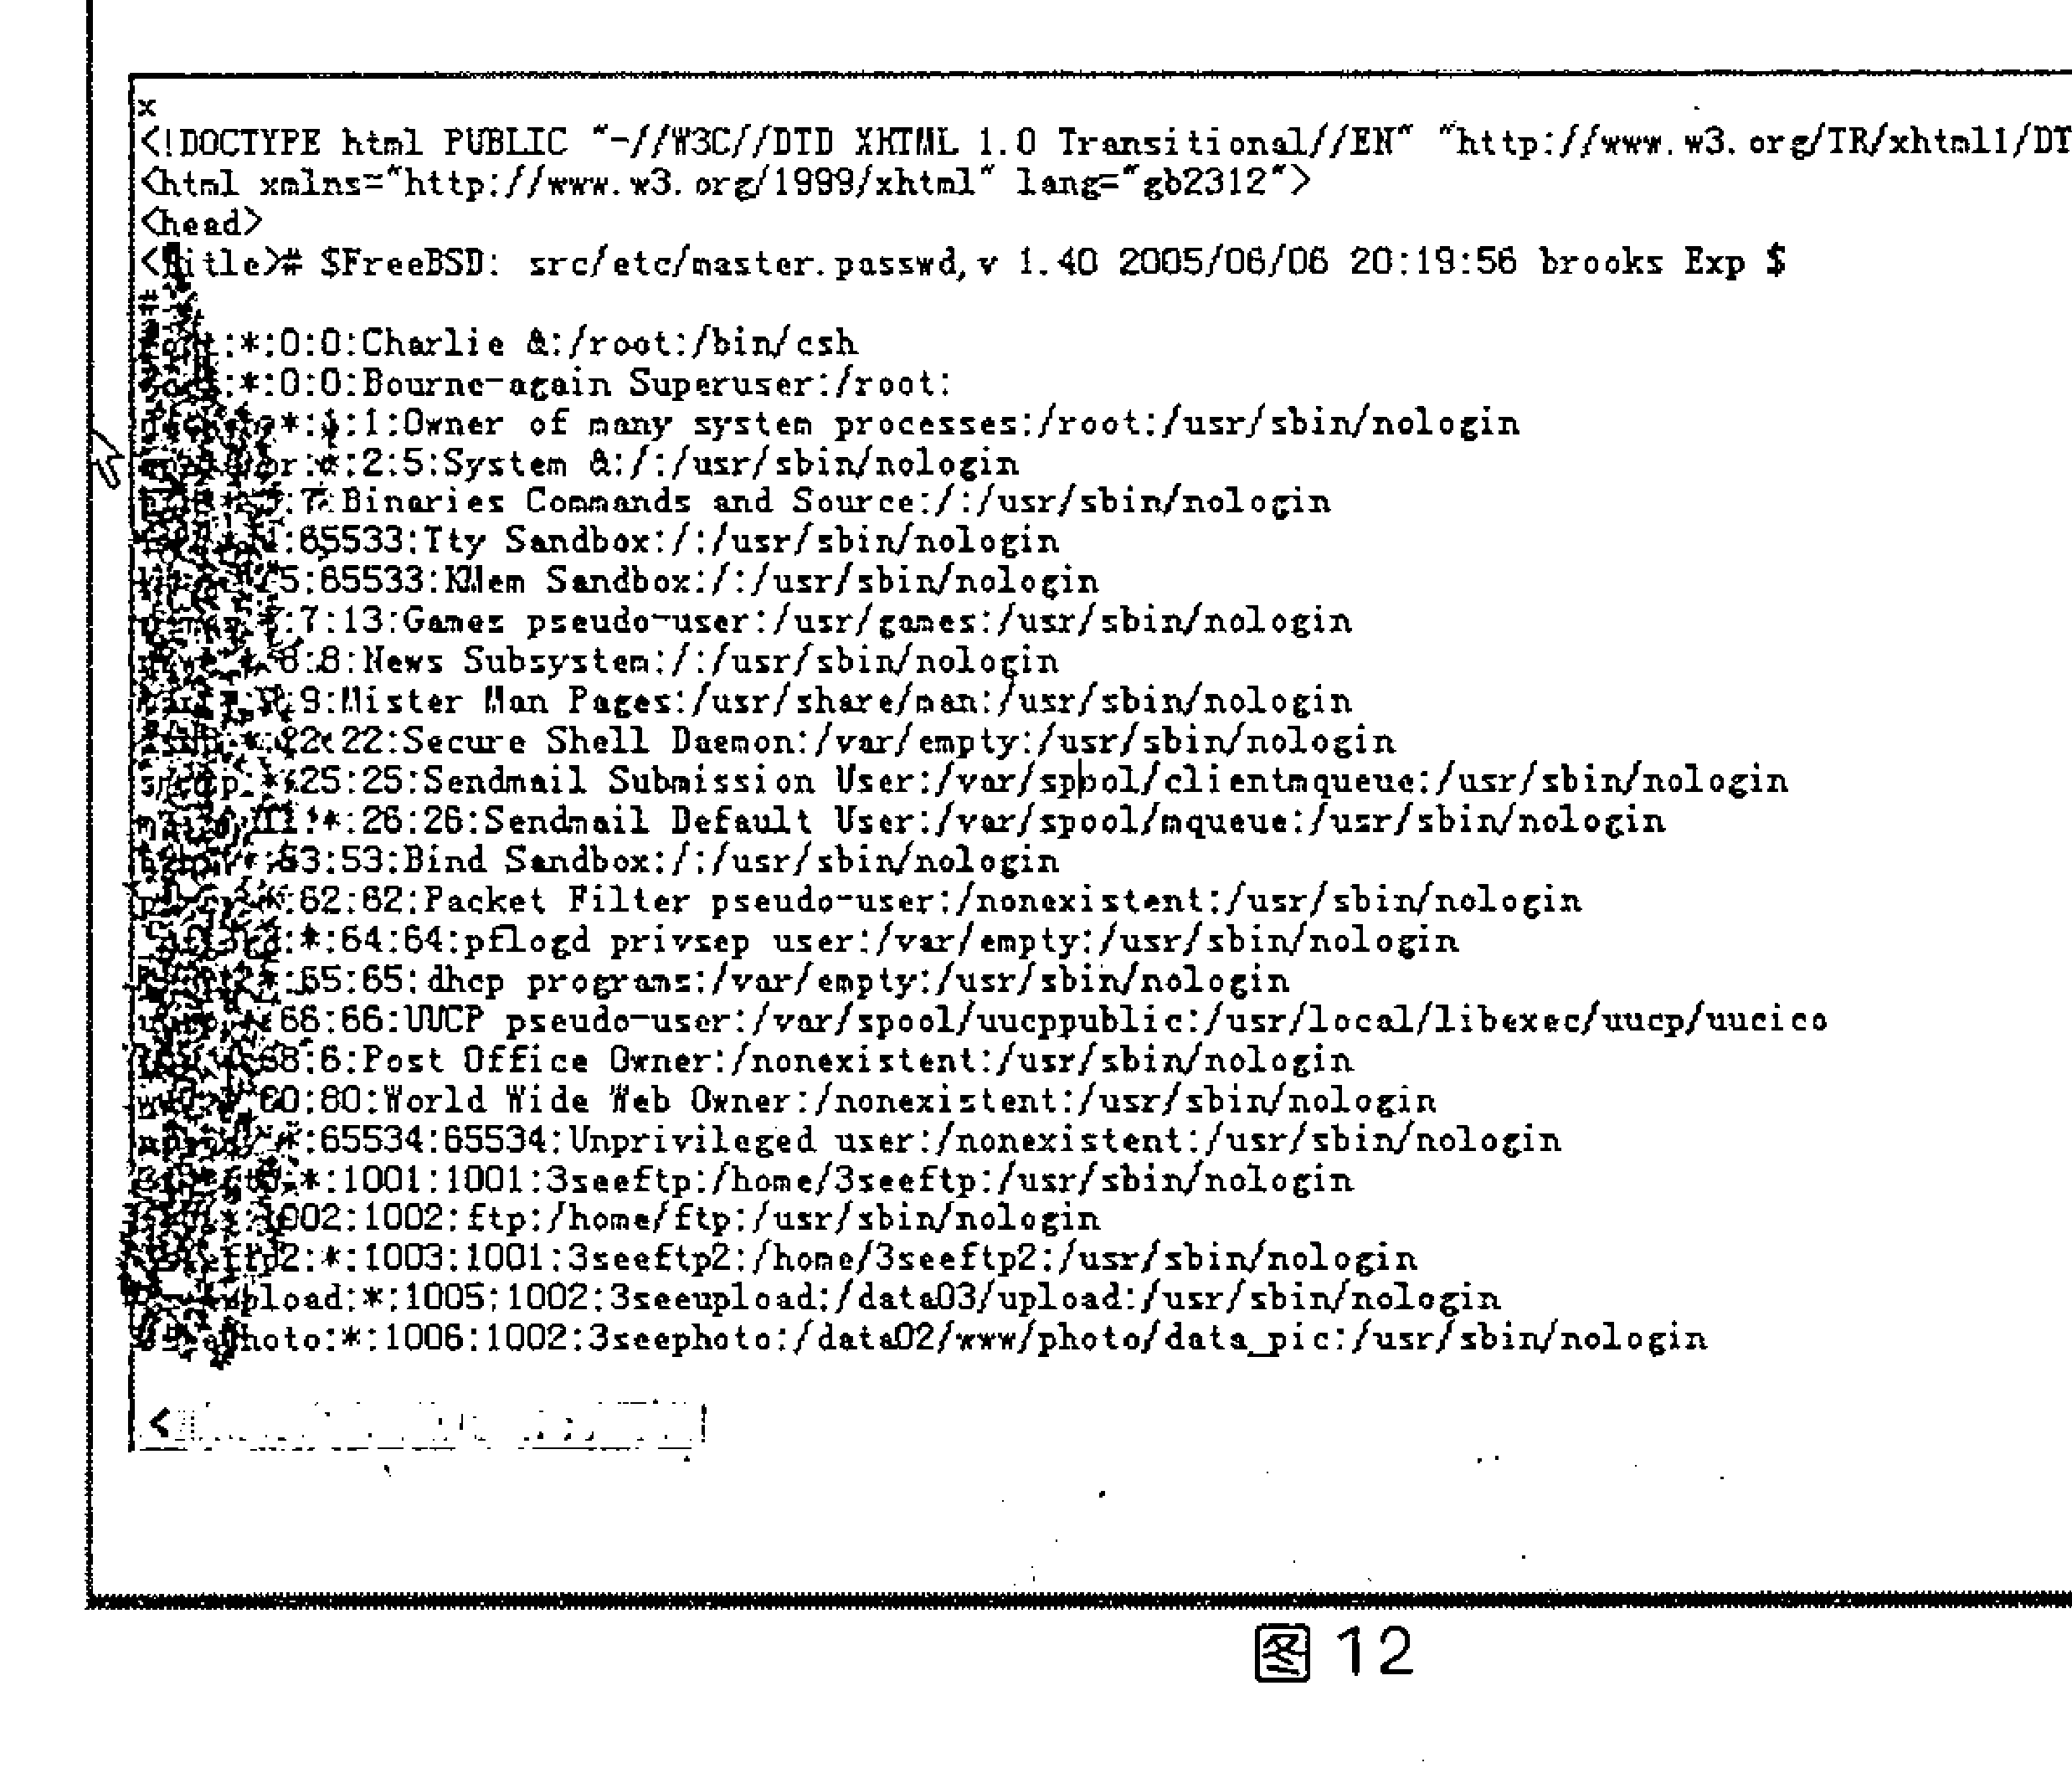 x
<!DOCTYPE html PUBLIC "-//W3C//DTD XHTML 1.0 Transitional//EN" "http://www.w3.org/TR/xhtml1/DT
<html xmlns="http://www.w3.org/1999/xhtml" lang="gb2312">
<head>
<title># $FreeBSD: src/etc/master.passwd,v 1.40 2005/06/06 20:19:56 brooks Exp $
#
:*:0:0:Charlie &:/root:/bin/csh
:*:0:0:Bourne-again Superuser:/root:
*:1:1:Owner of many system processes:/root:/usr/sbin/nologin
:*:2:5:System &:/:/usr/sbin/nologin
:7:Binaries Commands and Source:/:/usr/sbin/nologin
:65533:Tty Sandbox:/:/usr/sbin/nologin
5:65533:KMem Sandbox:/:/usr/sbin/nologin
:7:13:Games pseudo-user:/usr/games:/usr/sbin/nologin
8:8:News Subsystem:/:/usr/sbin/nologin
:9:Mister Man Pages:/usr/share/man:/usr/sbin/nologin
22:22:Secure Shell Daemon:/var/empty:/usr/sbin/nologin
:25:25:Sendmail Submission User:/var/spool/clientmqueue:/usr/sbin/nologin
:*:26:26:Sendmail Default User:/var/spool/mqueue:/usr/sbin/nologin
:53:53:Bind Sandbox:/:/usr/sbin/nologin
*:62:62:Packet Filter pseudo-user:/nonexistent:/usr/sbin/nologin
:*:64:64:pflogd privsep user:/var/empty:/usr/sbin/nologin
*:65:65:dhcp programs:/var/empty:/usr/sbin/nologin
:66:66:UUCP pseudo-user:/var/spool/uucppublic:/usr/local/libexec/uucp/uucico
68:6:Post Office Owner:/nonexistent:/usr/sbin/nologin
80:80:World Wide Web Owner:/nonexistent:/usr/sbin/nologin
*:65534:65534:Unprivileged user:/nonexistent:/usr/sbin/nologin
:*:1001:1001:3seeftp:/home/3seeftp:/usr/sbin/nologin
1002:1002:ftp:/home/ftp:/usr/sbin/nologin
ftp2:*:1003:1001:3seeftp2:/home/3seeftp2:/usr/sbin/nologin
upload:*:1005:1002:3seeupload:/data03/upload:/usr/sbin/nologin
photo:*:1006:1002:3seephoto:/data02/www/photo/data_pic:/usr/sbin/nologin
<
图 12